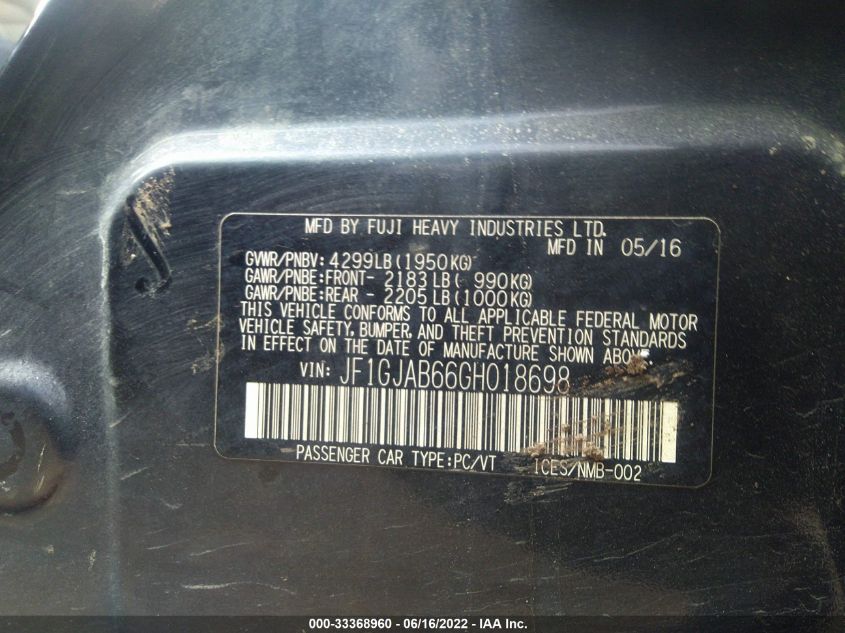 MFD BY FUJI HEAVY INDUSTRIES LTD.
MFD IN 05/16
GVWR/PNBV: 4299LB (1950KG)
GAWR/PNBE:FRONT- 2183 LB ( 990KG)
GAWR/PNBE:REAR - 2205 LB (1000KG)
THIS VEHICLE CONFORMS TO ALL APPLICABLE FEDERAL MOTOR
VEHICLE SAFETY, BUMPER, AND THEFT PREVENTION STANDARDS
IN EFFECT ON THE DATE OF MANUFACTURE SHOWN ABOVE
VIN: JF1GJAB66GH018698
PASSENGER CAR TYPE:PC/VT ICES/NMB-002
000-33368960 - 06/16/2022 - IAA Inc.